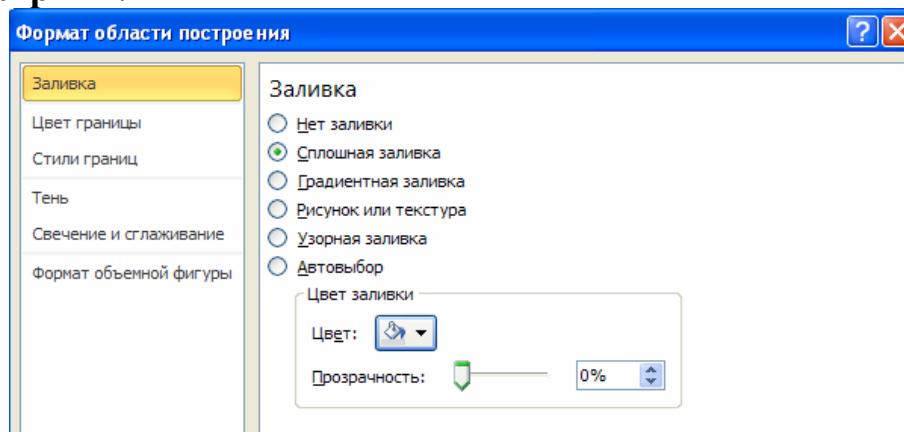 Формат области построения
Заливка
Цвет границы
Стили границ
Тень
Свечение и сглаживание
Формат объемной фигуры
Заливка
Нет заливки
Сплошная заливка
Градиентная заливка
Рисунок или текстура
Узорная заливка
Автовыбор
Цвет заливки
Цвет:
Прозрачность:
0%